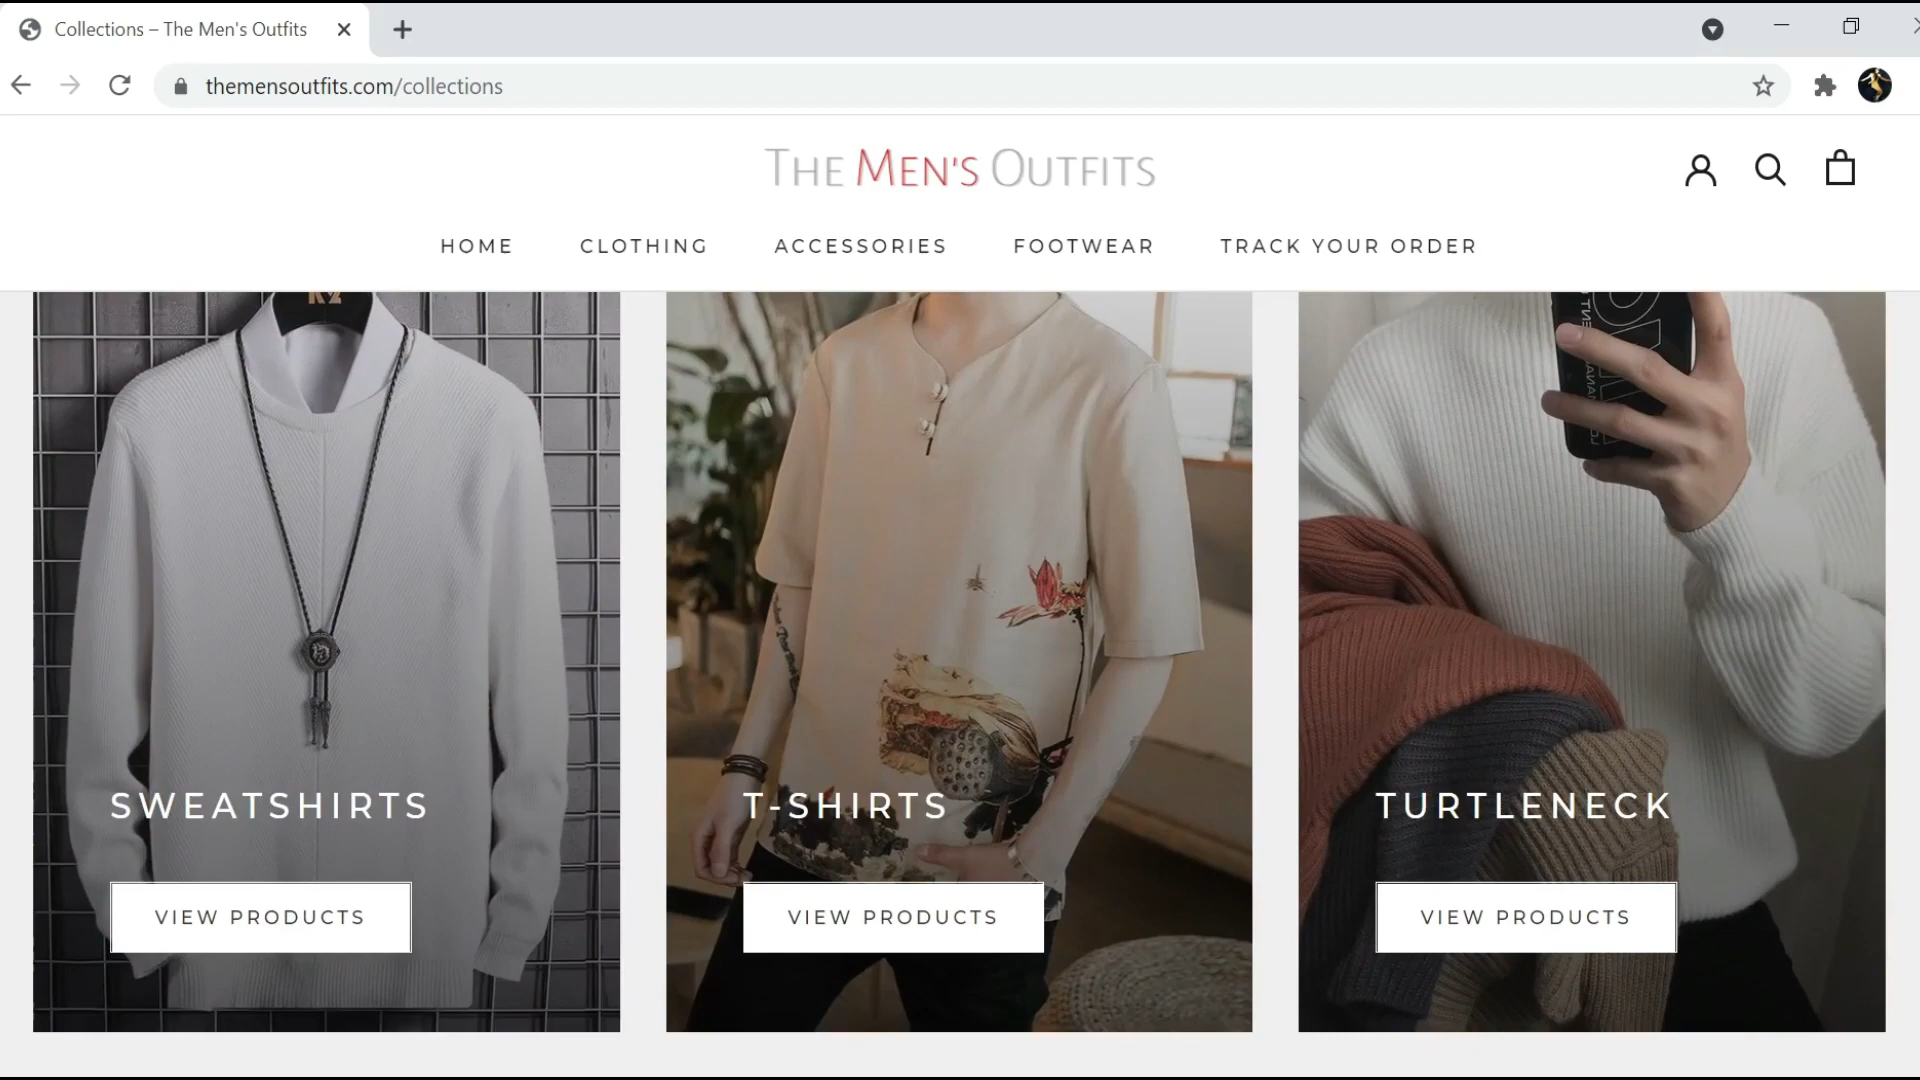 Collections – The Men's Outfits
themensoutfits.com/collections
THE MEN'S OUTFITS
HOME CLOTHING ACCESSORIES FOOTWEAR TRACK YOUR ORDER
SWEATSHIRTS T-SHIRTS TURTLENECK
VIEW PRODUCTS VIEW PRODUCTS VIEW PRODUCTS